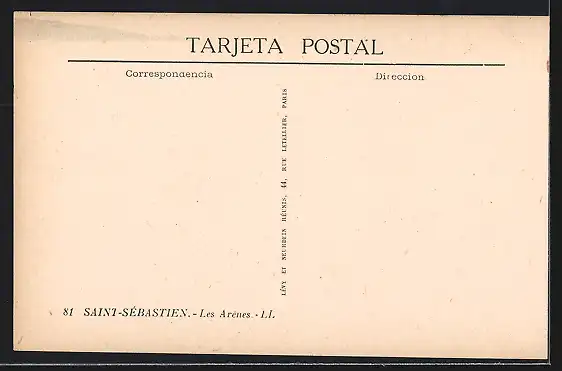 TARJETA POSTAL
Correspondencia
Direccion
LÉVY ET NEURDEIN RÉUNIS, 44, RUE LETELLIER, PARIS
81 SAINT-SÉBASTIEN. - Les Arènes. - LL